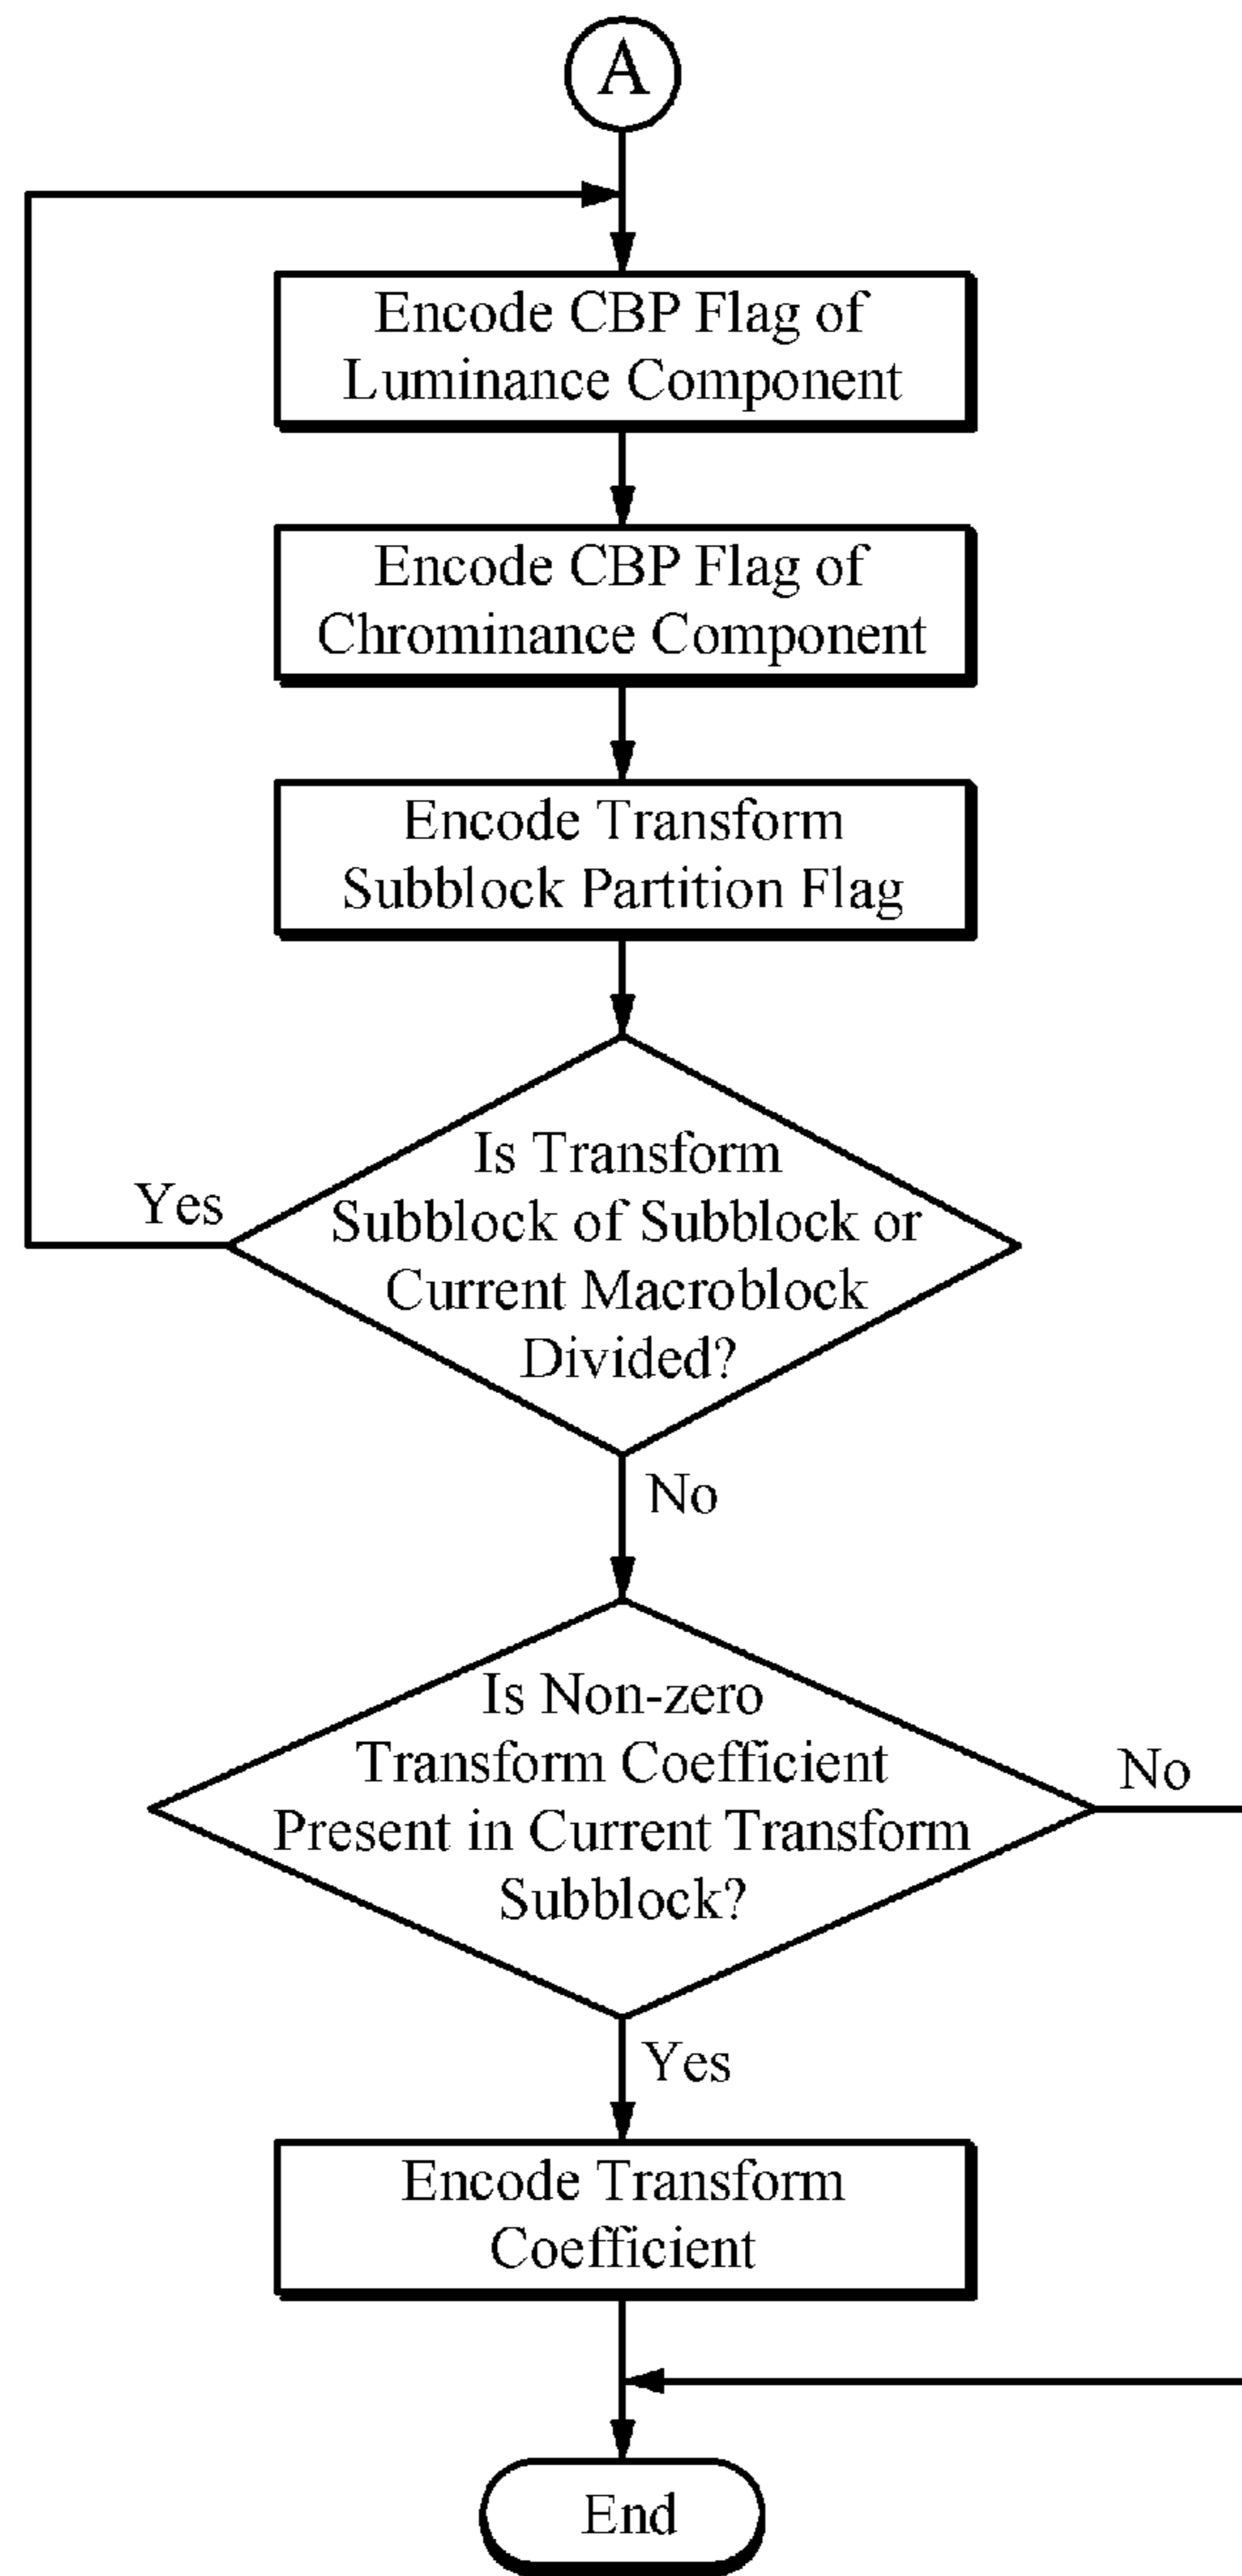 A
Encode CBP Flag of
Luminance Component
Encode CBP Flag of
Chrominance Component
Encode Transform
Subblock Partition Flag
Is Transform
Subblock of Subblock or
Current Macroblock
Divided?
Yes
No
Is Non-zero
Transform Coefficient
Present in Current Transform
Subblock?
No
Yes
Encode Transform
Coefficient
End